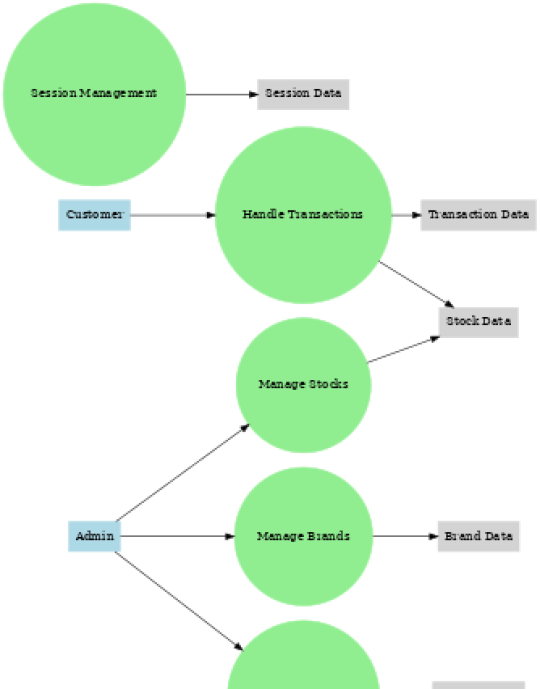 Session Management
Session Data
Customer
Handle Transactions
Transaction Data
Stock Data
Manage Stocks
Admin
Manage Brands
Brand Data